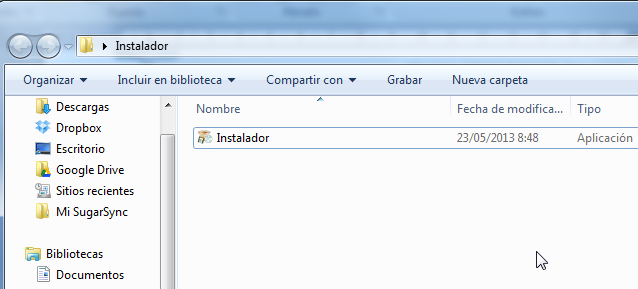 Instalador
Organizar Incluir en biblioteca Compartir con Grabar Nueva carpeta
Descargas
Dropbox
Escritorio
Google Drive
Sitios recientes
Mi SugarSync
Bibliotecas
Documentos
Nombre Fecha de modifica... Tipo
Instalador 23/05/2013 8:48 Aplicación